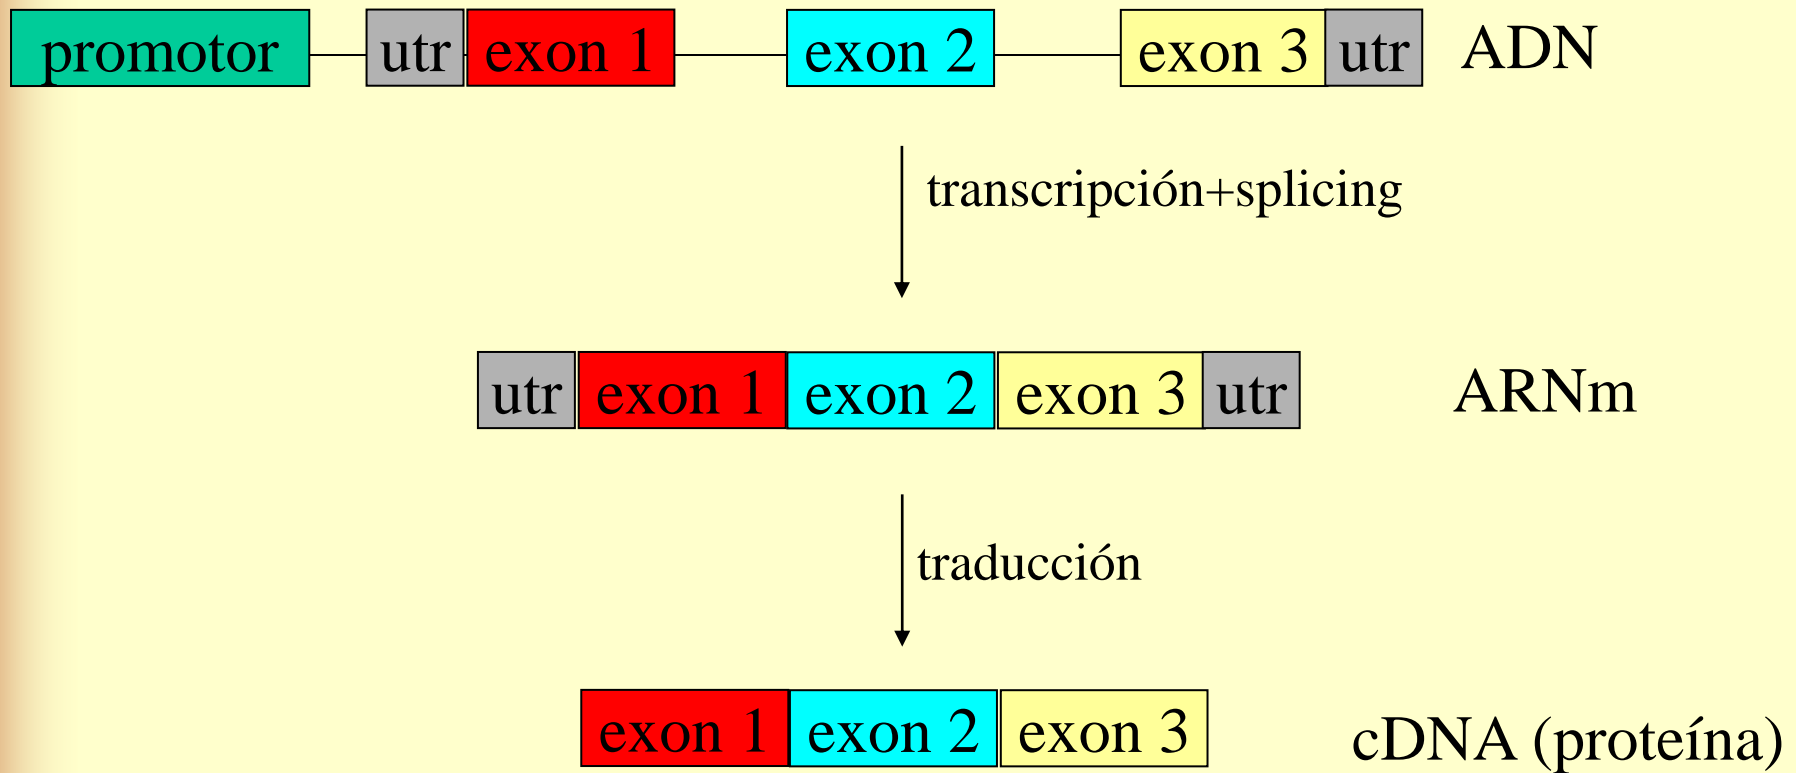 promotor utr exon 1 exon 2 exon 3 utr ADN
transcripción+splicing
utr exon 1 exon 2 exon 3 utr ARNm
traducción
exon 1 exon 2 exon 3 cDNA (proteína)